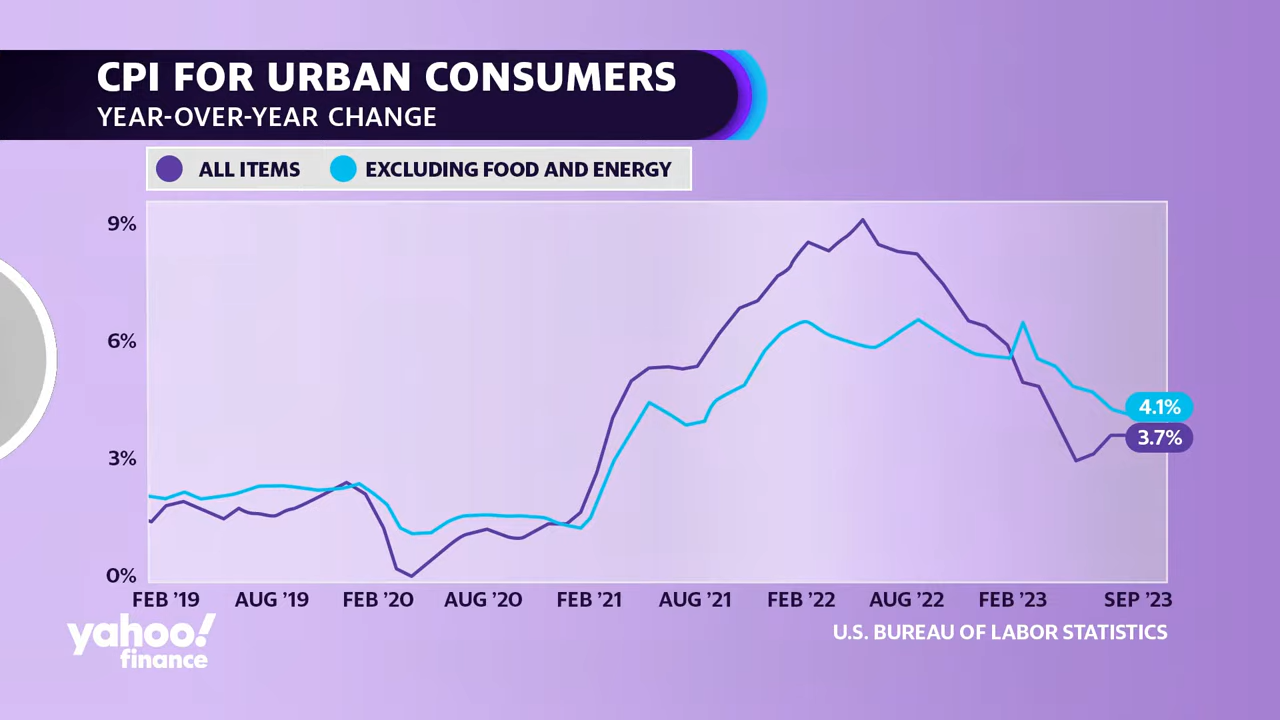 CPI FOR URBAN CONSUMERS
YEAR-OVER-YEAR CHANGE
ALL ITEMS EXCLUDING FOOD AND ENERGY
9%
6%
4.1%
3.7%
3%
0%
FEB ’19 AUG ’19 FEB ’20 AUG ’20 FEB ’21 AUG ’21 FEB ’22 AUG ’22 FEB ’23 SEP ’23
yahoo!
finance
U.S. BUREAU OF LABOR STATISTICS